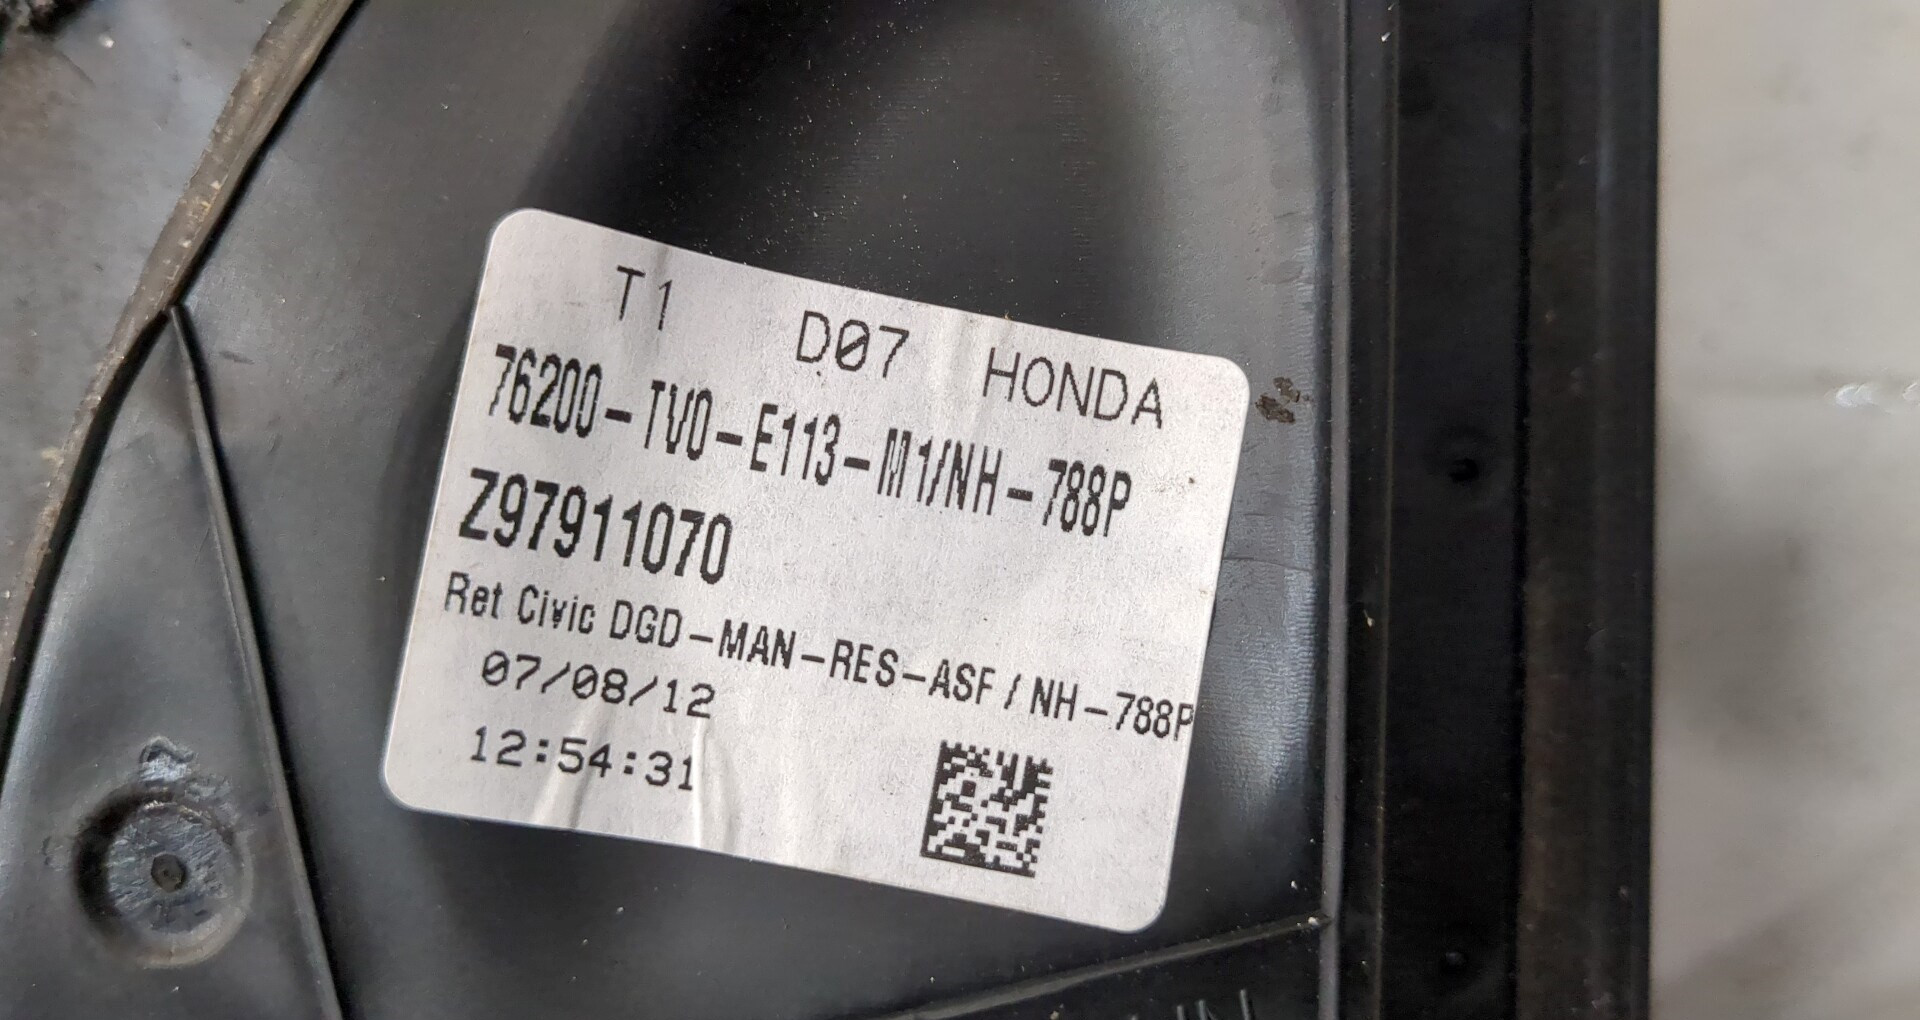 T1 D07 HONDA
76200-TV0-E113-M1/NH-788P
Z97911070
Ret Civic DGD-MAN-RES-ASF / NH-788P
07/08/12
12:54:31